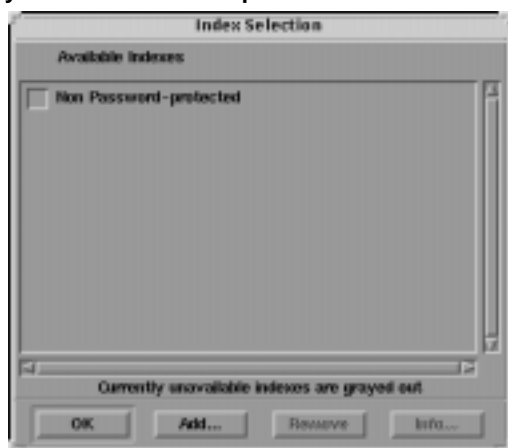 Index Selection
Available Indexes
Non Password-protected
Currently unavailable indexes are grayed out
OK Add... Remove Info...